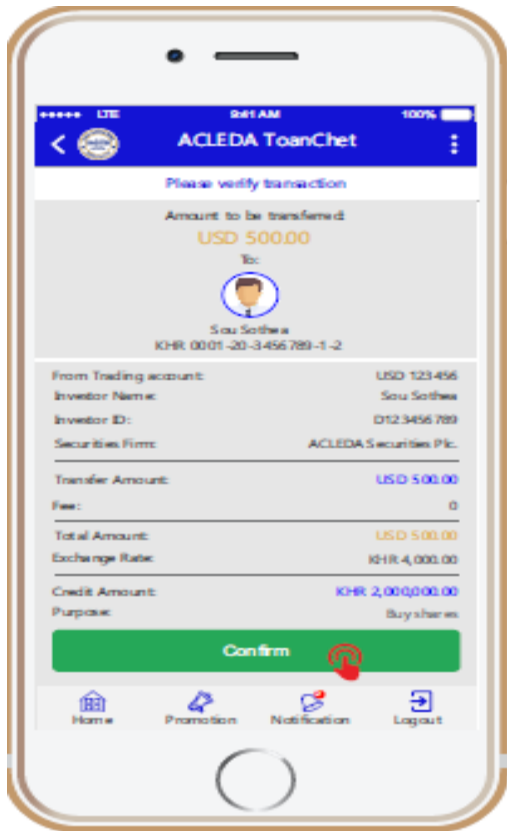 LTE 9:41 AM 100%
ACLEDA ToanChet
Please verify transaction
Amount to be transferred:
USD 500.00
To:
Sou Sothea
KHR 0001-20-3456789-1-2
From Trading account: USD 123456
Investor Name: Sou Sothea
Investor ID: D123456789
Securities Firm: ACLEDA Securities Plc.
Transfer Amount: USD 500.00
Fee: 0
Total Amount: USD 500.00
Exchange Rate: KHR 4,000.00
Credit Amount: KHR 2,000,000.00
Purpose: Buy shares
Confirm
Home Promotion Notification Logout